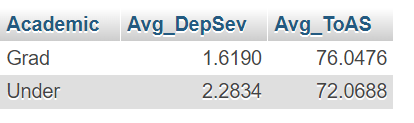 Academic Avg_DepSev Avg_ToAS
Grad 1.6190 76.0476
Under 2.2834 72.0688